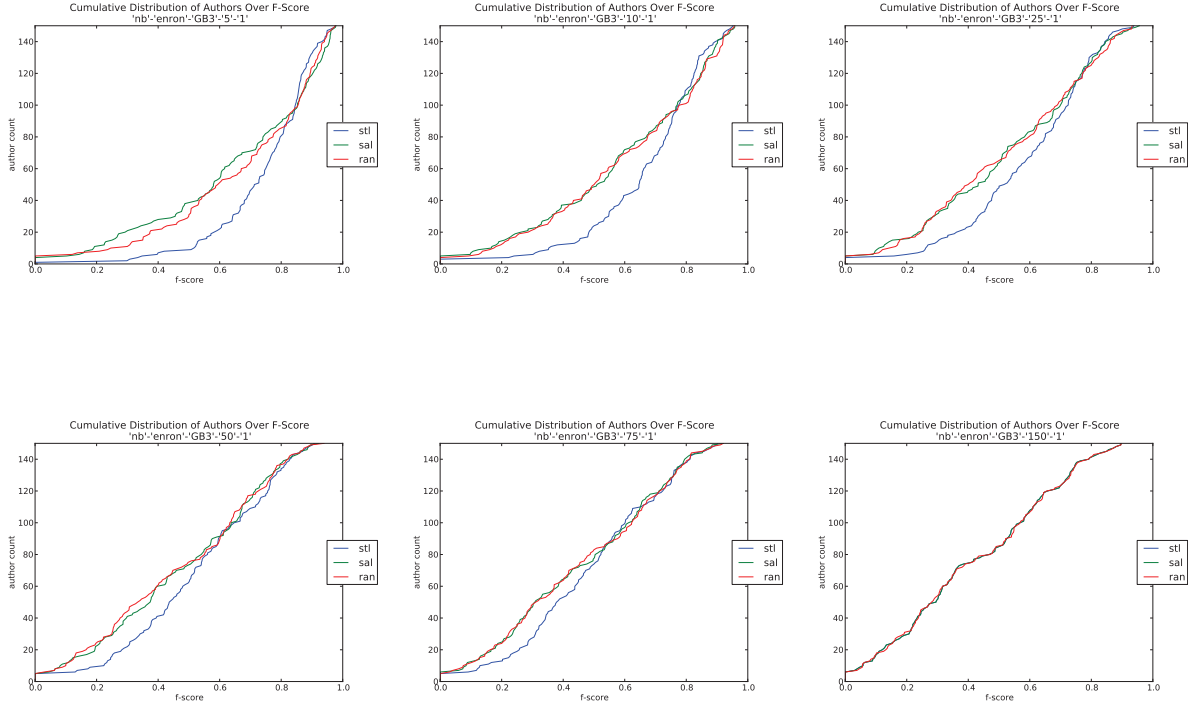 Cumulative Distribution of Authors Over F-Score
'nb'-'enron'-'GB3'-'5'-'1'
140
120
100
80
60
40
20
0
0.0 0.2 0.4 0.6 0.8 1.0
author count
f-score
stl
sal
ran
Cumulative Distribution of Authors Over F-Score
'nb'-'enron'-'GB3'-'10'-'1'
140
120
100
80
60
40
20
0
0.0 0.2 0.4 0.6 0.8 1.0
author count
f-score
stl
sal
ran
Cumulative Distribution of Authors Over F-Score
'nb'-'enron'-'GB3'-'25'-'1'
140
120
100
80
60
40
20
0
0.0 0.2 0.4 0.6 0.8 1.0
author count
f-score
stl
sal
ran
Cumulative Distribution of Authors Over F-Score
'nb'-'enron'-'GB3'-'50'-'1'
140
120
100
80
60
40
20
0
0.0 0.2 0.4 0.6 0.8 1.0
author count
f-score
stl
sal
ran
Cumulative Distribution of Authors Over F-Score
'nb'-'enron'-'GB3'-'75'-'1'
140
120
100
80
60
40
20
0
0.0 0.2 0.4 0.6 0.8 1.0
author count
f-score
stl
sal
ran
Cumulative Distribution of Authors Over F-Score
'nb'-'enron'-'GB3'-'150'-'1'
140
120
100
80
60
40
20
0
0.0 0.2 0.4 0.6 0.8 1.0
author count
f-score
stl
sal
ran